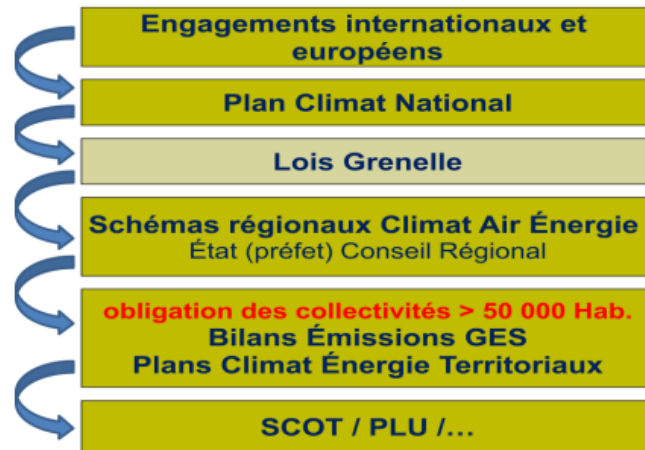 Engagements internationaux et
européens
Plan Climat National
Lois Grenelle
Schémas régionaux Climat Air Énergie
État (préfet) Conseil Régional
obligation des collectivités > 50 000 Hab.
Bilans Émissions GES
Plans Climat Énergie Territoriaux
SCOT / PLU /...